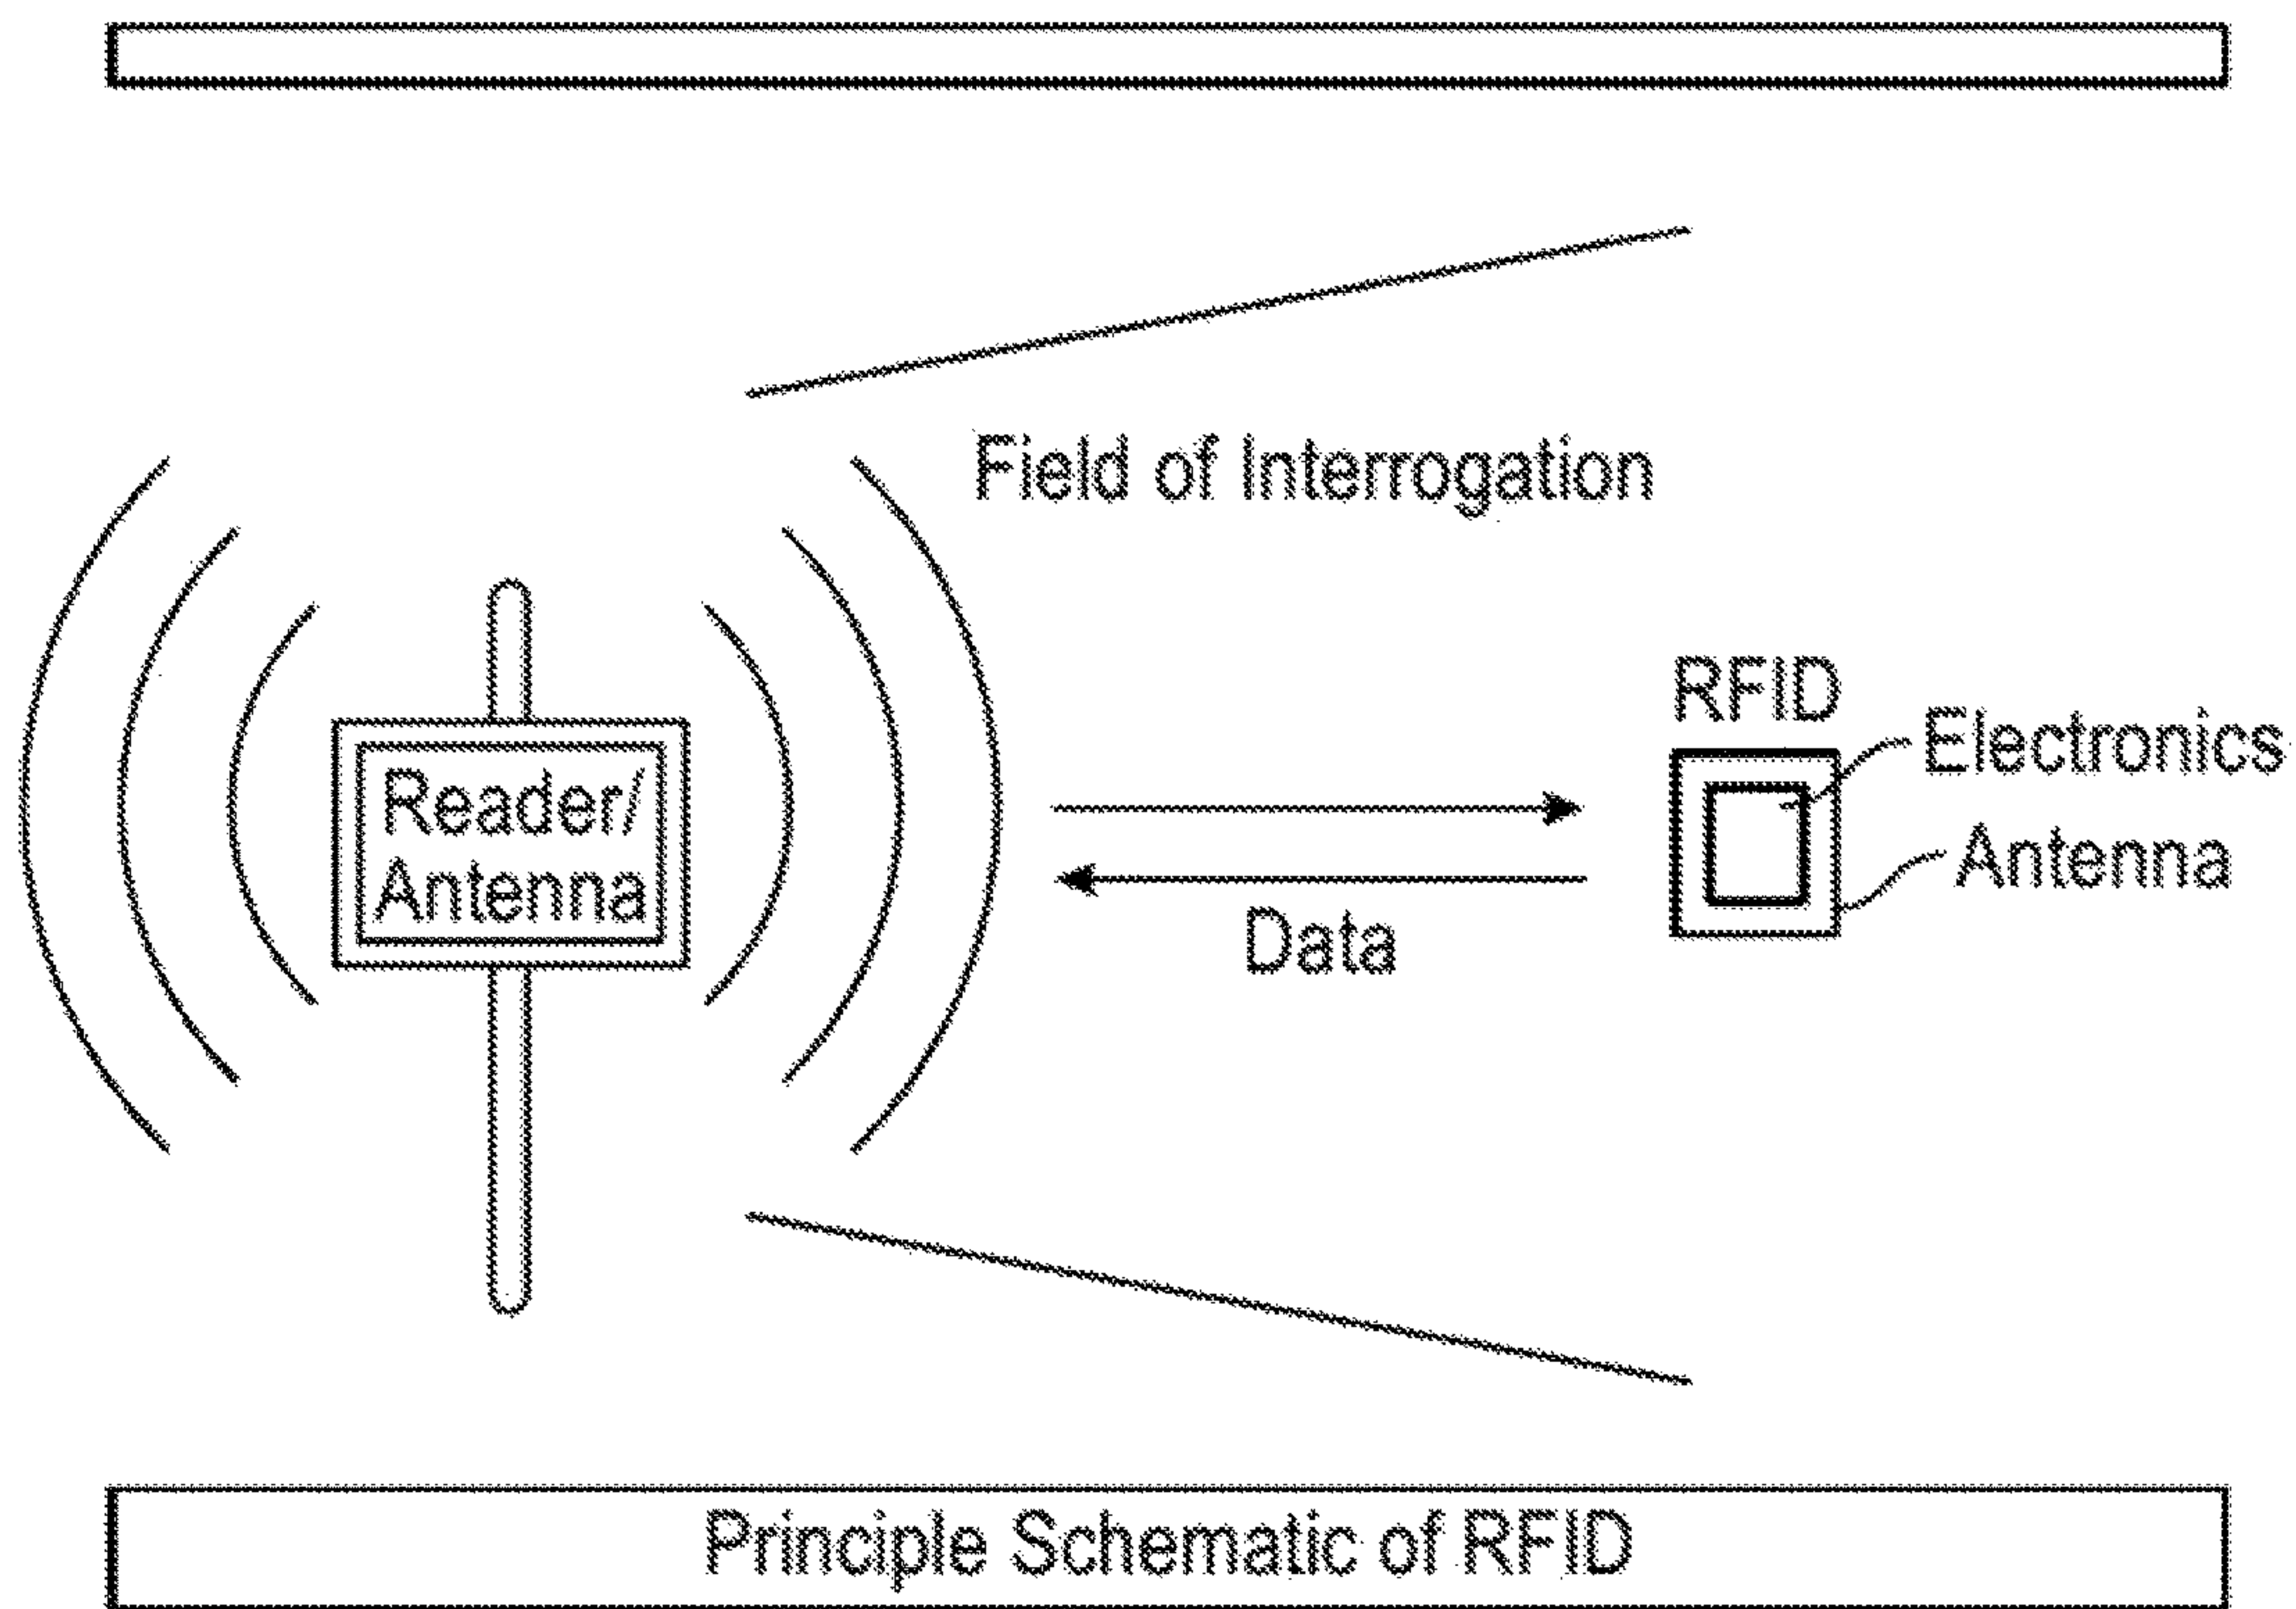 Field of Interrogation
RFID
Electronics
Reader/
Antenna
Antenna
Data
Principle Schematic of RFID